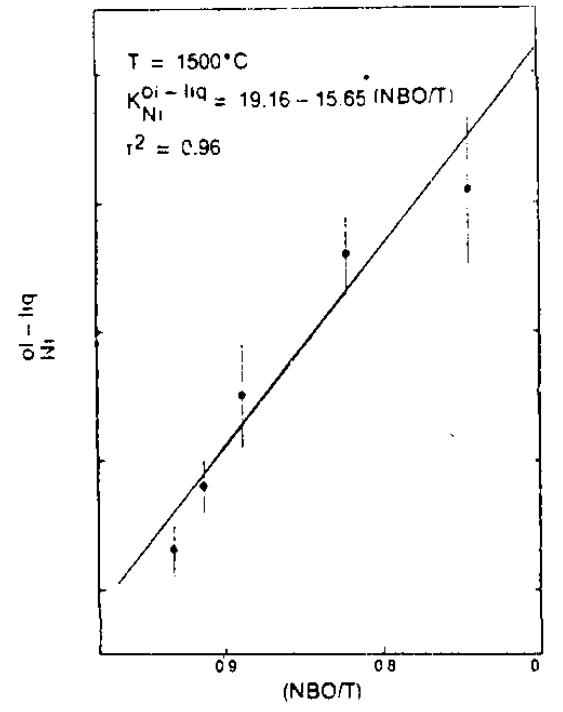 T = 1500°C
K Ni ol – liq = 19.16 – 15.65 (NBO/T)
r² = 0.96
ol – liq
Ni
0.9 0.8 0
(NBO/T)